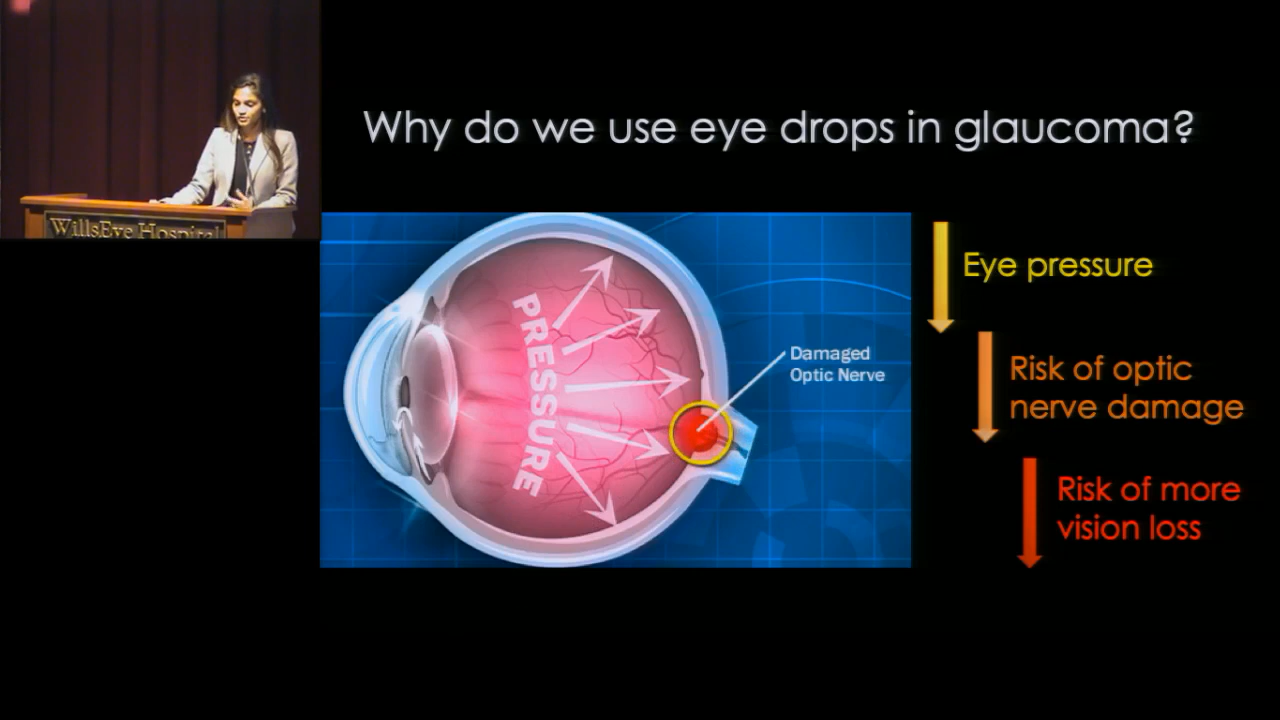 Why do we use eye drops in glaucoma?
WillsEye Hospital
PRESSURE
Damaged
Optic Nerve
Eye pressure
Risk of optic
nerve damage
Risk of more
vision loss